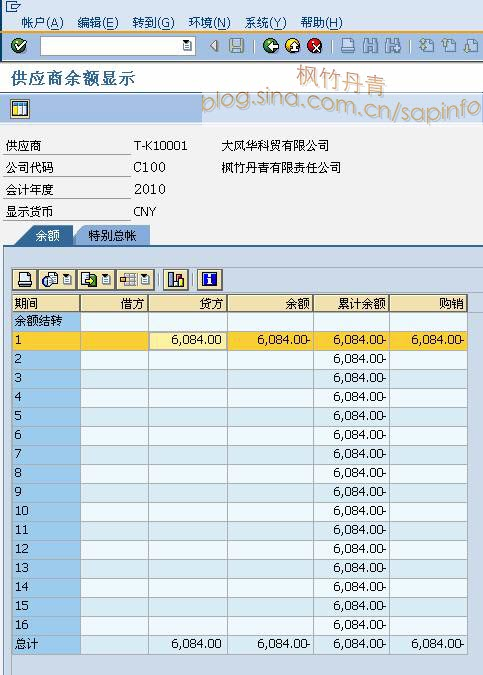 帐户(A) 编辑(E) 转到(G) 环境(N) 系统(Y) 帮助(H)
供应商余额显示
枫竹丹青
blog.sina.com.cn/sapinfo
供应商 T-K10001 大风华科贸有限公司
公司代码 C100 枫竹丹青有限责任公司
会计年度 2010
显示货币 CNY
余额 特别总帐
期间 借方 贷方 余额 累计余额 购销
余额结转
1 6,084.00 6,084.00- 6,084.00- 6,084.00-
2 6,084.00-
3 6,084.00-
4 6,084.00-
5 6,084.00-
6 6,084.00-
7 6,084.00-
8 6,084.00-
9 6,084.00-
10 6,084.00-
11 6,084.00-
12 6,084.00-
13 6,084.00-
14 6,084.00-
15 6,084.00-
16 6,084.00-
总计 6,084.00 6,084.00- 6,084.00- 6,084.00-